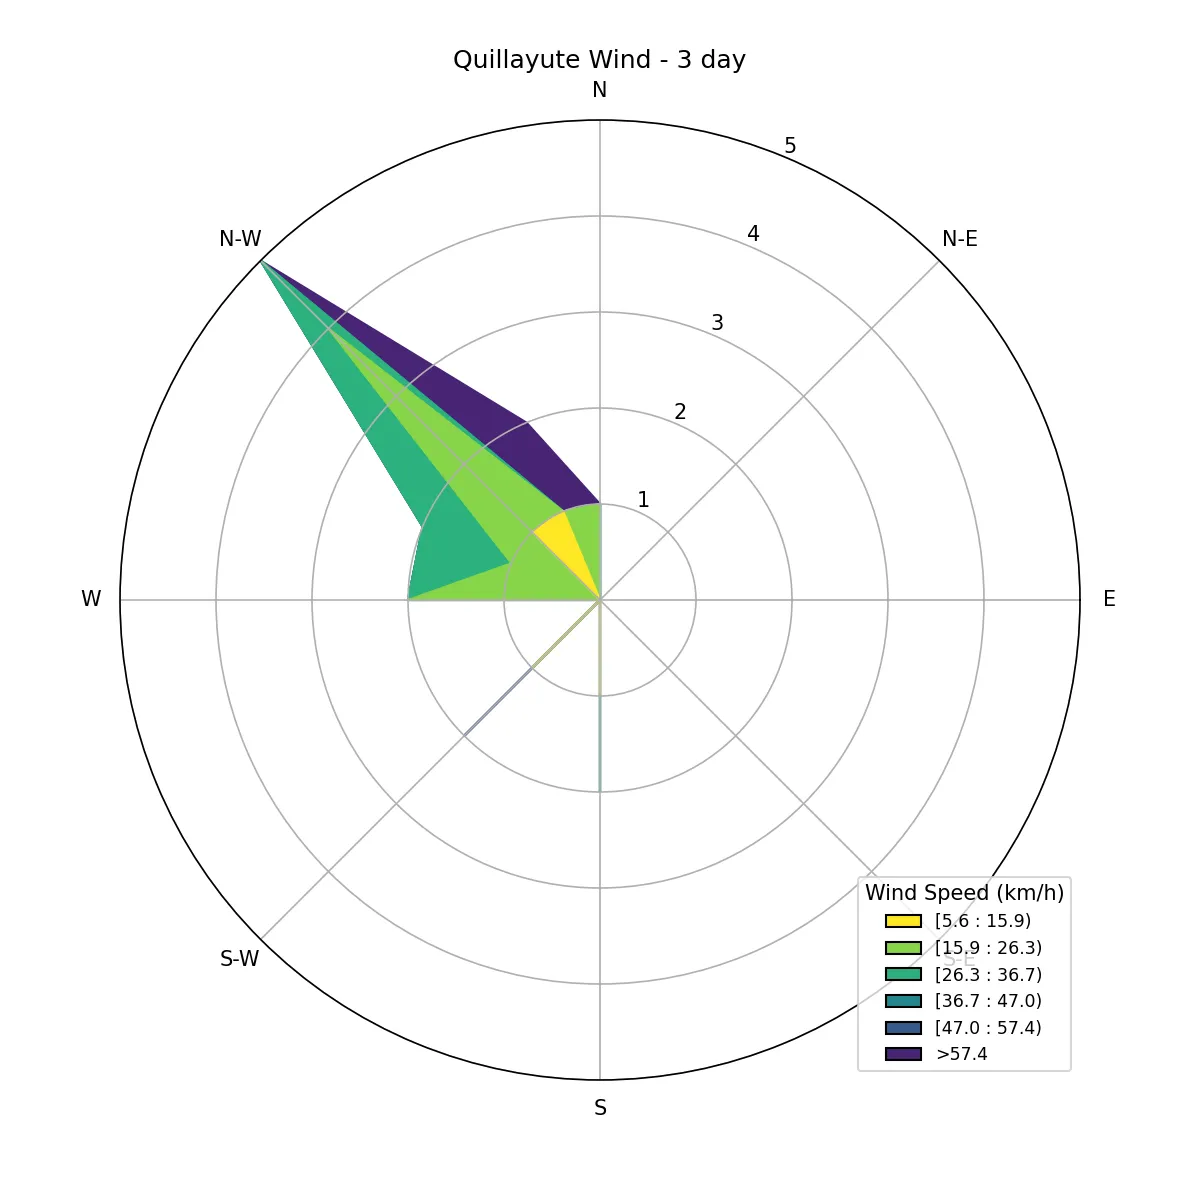 Quillayute Wind - 3 day
N
5
N-W
4
N-E
3
2
1
W
E
S-W
S-E
S
Wind Speed (km/h)
[5.6 : 15.9)
[15.9 : 26.3)
[26.3 : 36.7)
[36.7 : 47.0)
[47.0 : 57.4)
>57.4